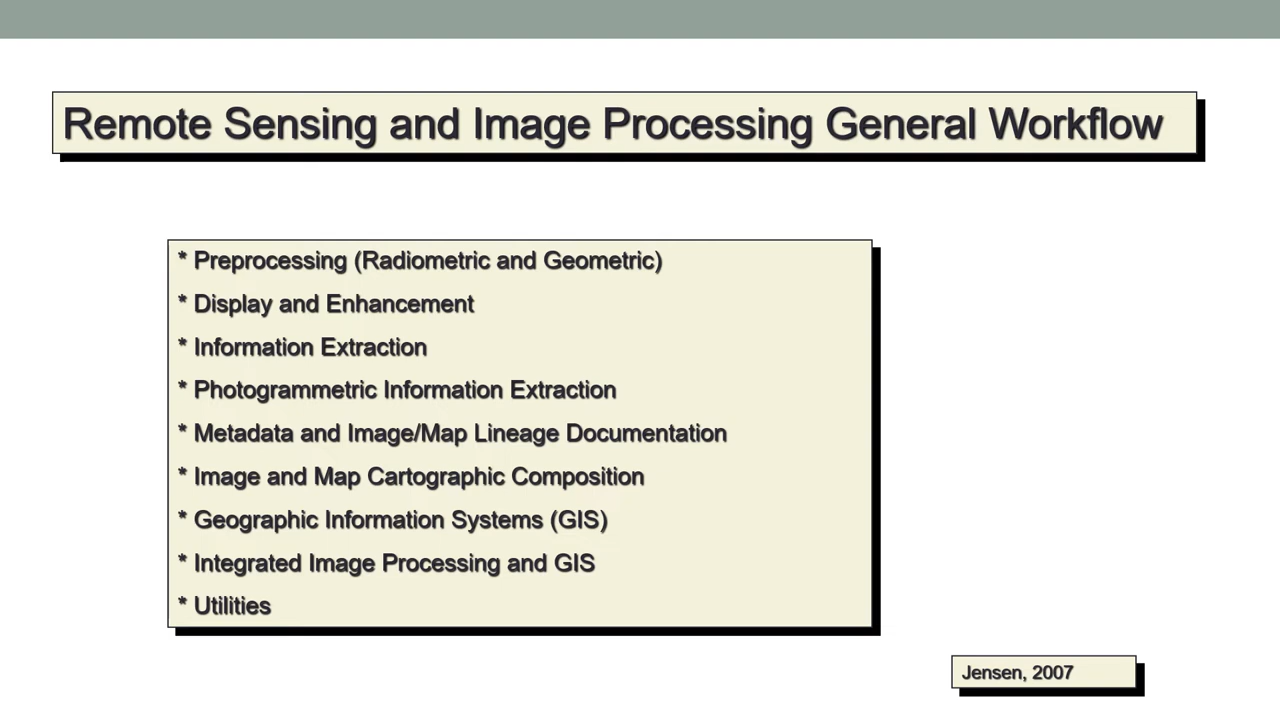 Remote Sensing and Image Processing General Workflow
* Preprocessing (Radiometric and Geometric)
* Display and Enhancement
* Information Extraction
* Photogrammetric Information Extraction
* Metadata and Image/Map Lineage Documentation
* Image and Map Cartographic Composition
* Geographic Information Systems (GIS)
* Integrated Image Processing and GIS
* Utilities
Jensen, 2007